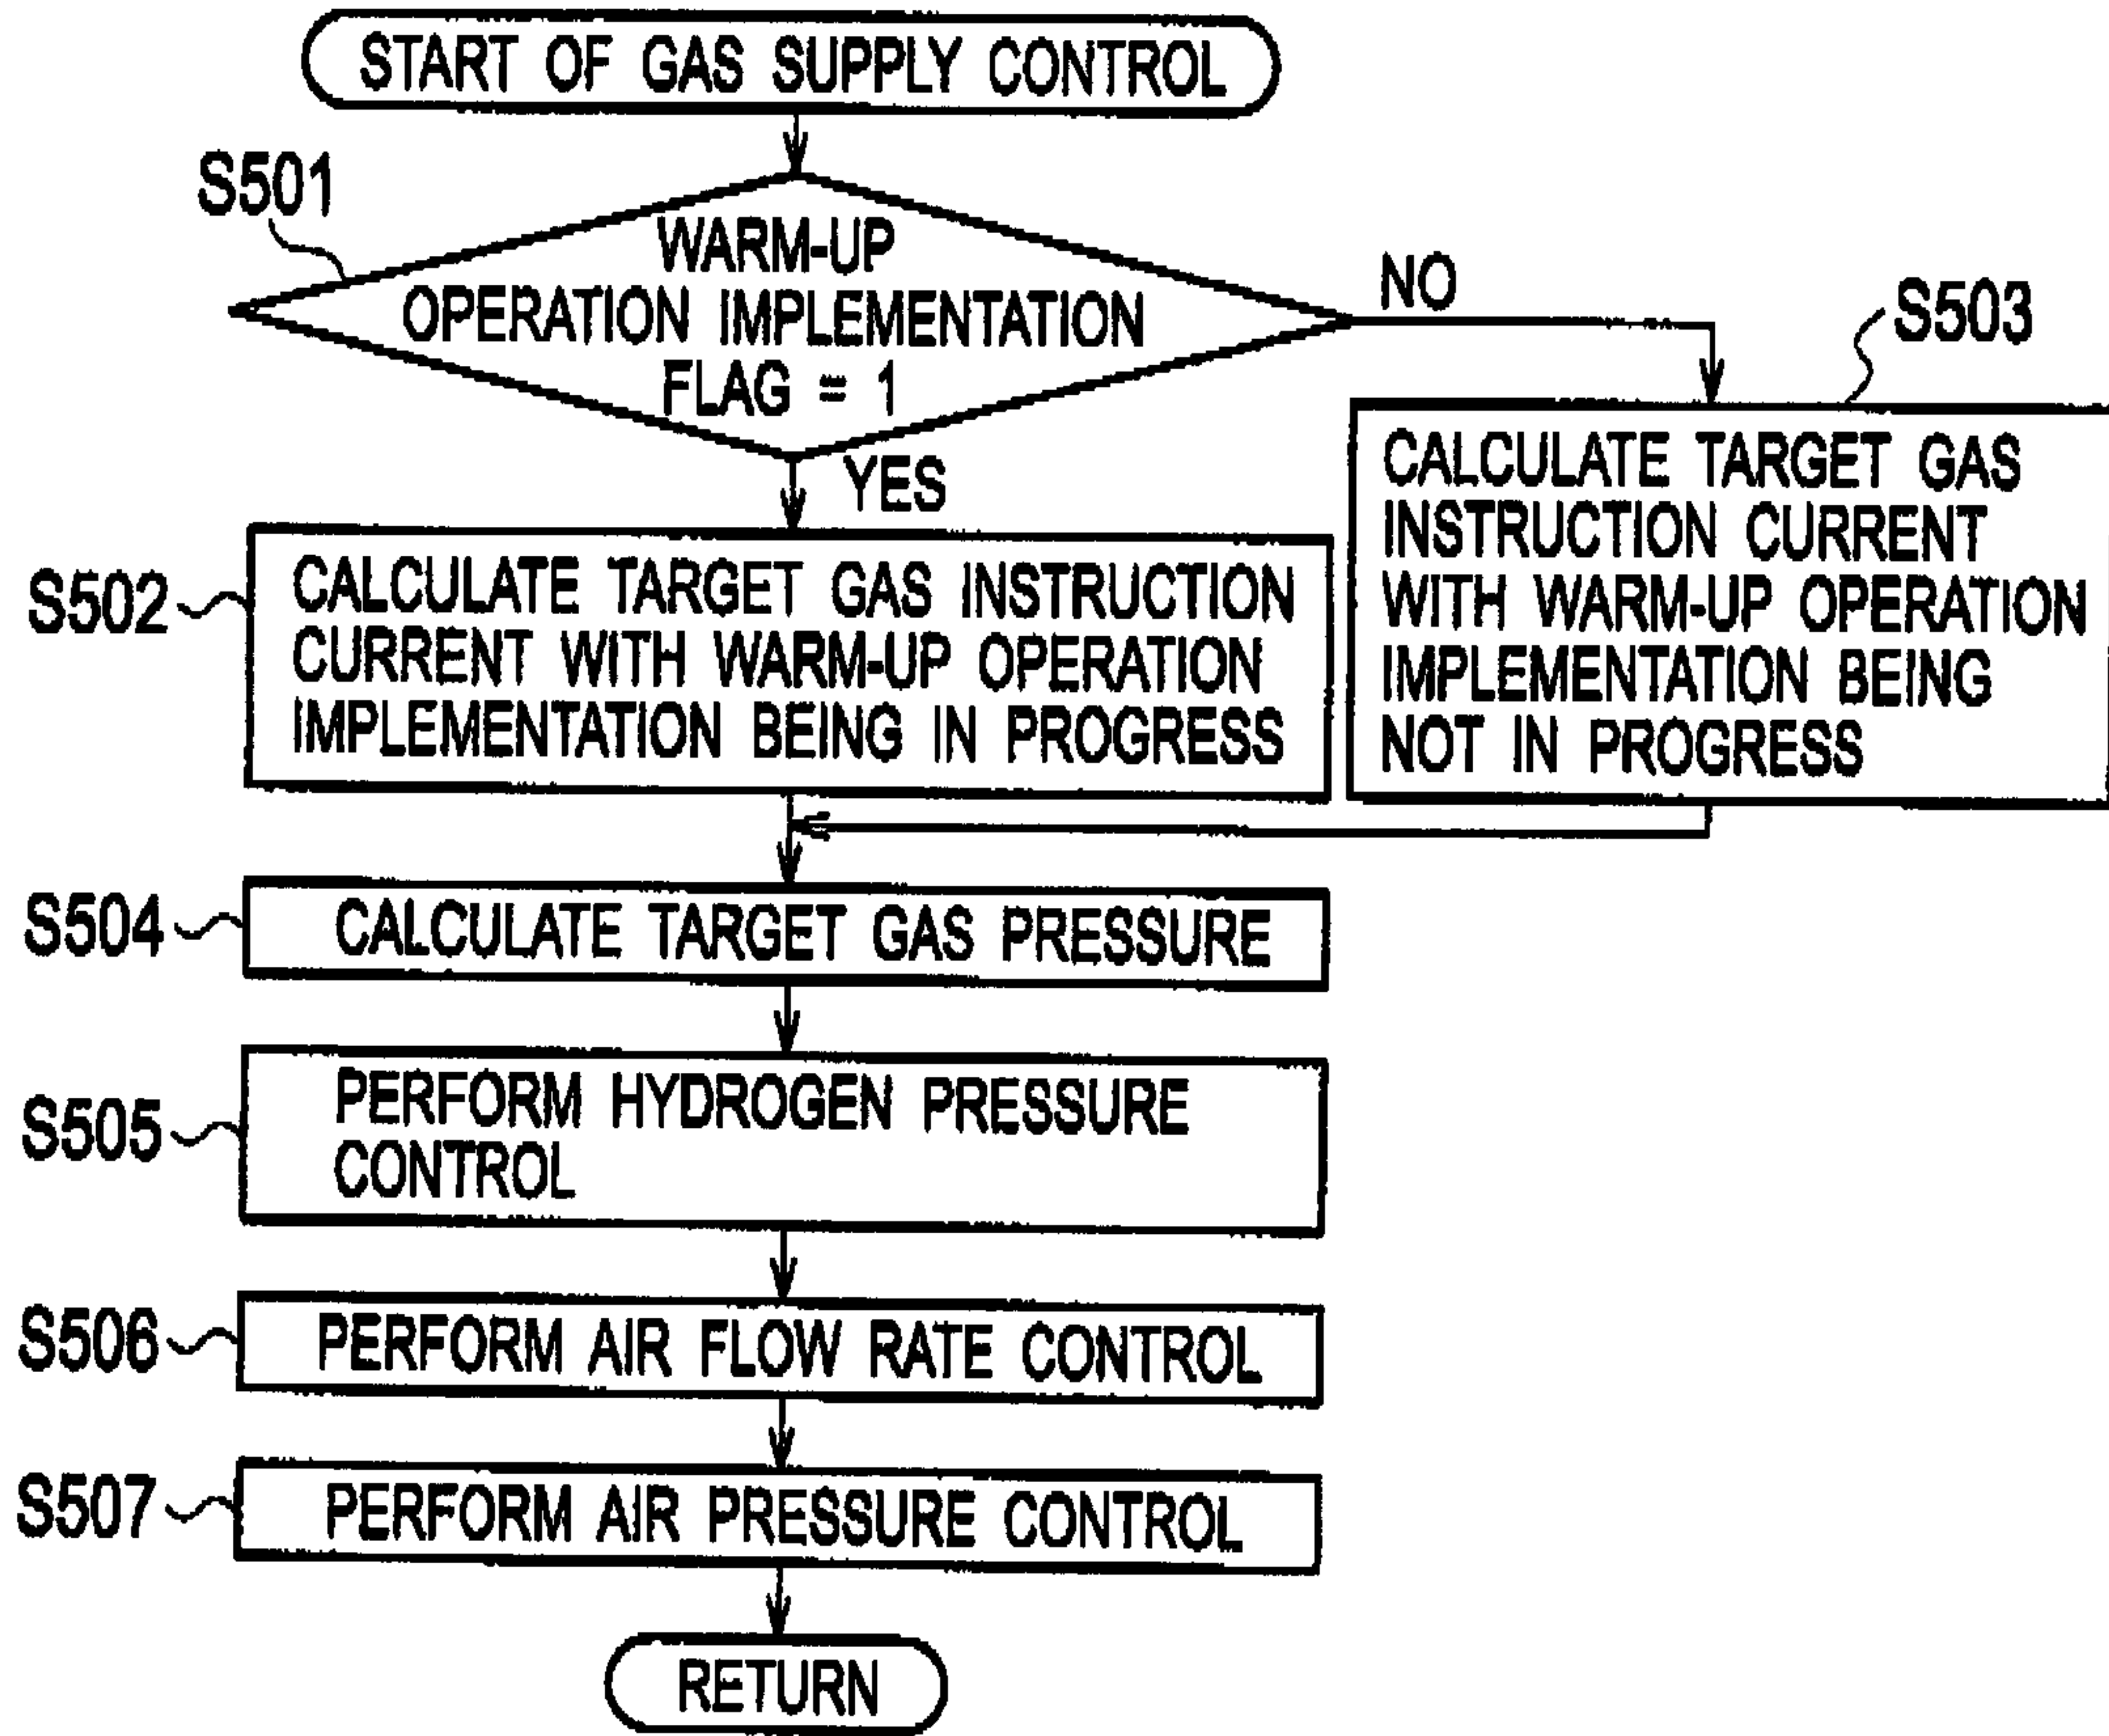 START OF GAS SUPPLY CONTROL
S501
WARM-UP
OPERATION IMPLEMENTATION
FLAG = 1
NO
YES
S503
CALCULATE TARGET GAS
INSTRUCTION CURRENT
WITH WARM-UP OPERATION
IMPLEMENTATION BEING
NOT IN PROGRESS
S502
CALCULATE TARGET GAS INSTRUCTION
CURRENT WITH WARM-UP OPERATION
IMPLEMENTATION BEING IN PROGRESS
S504
CALCULATE TARGET GAS PRESSURE
S505
PERFORM HYDROGEN PRESSURE
CONTROL
S506
PERFORM AIR FLOW RATE CONTROL
S507
PERFORM AIR PRESSURE CONTROL
RETURN